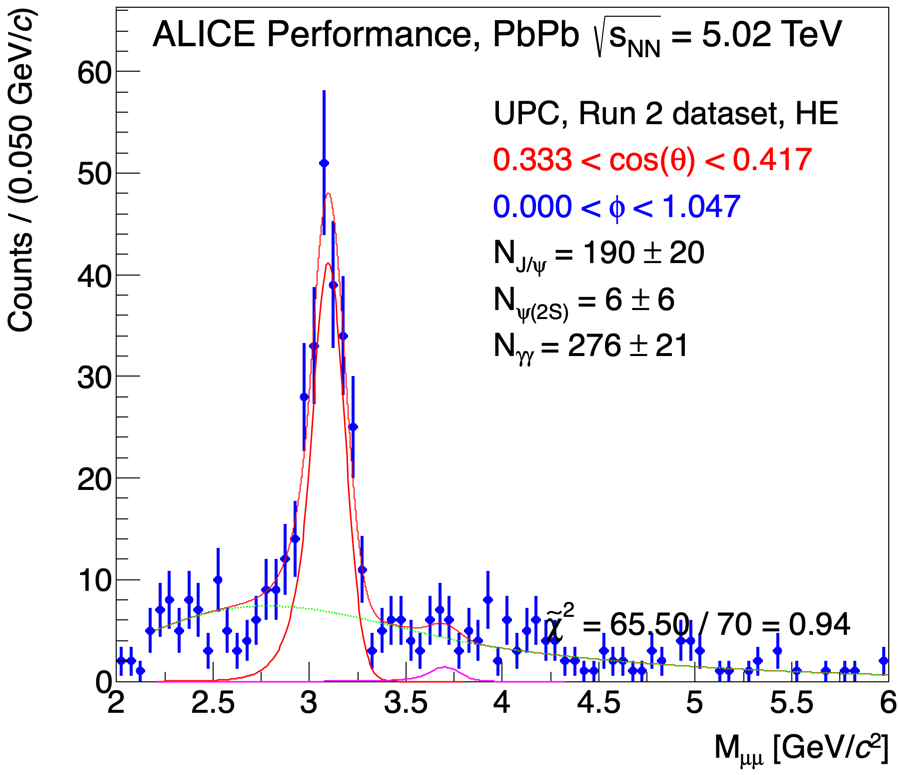 ALICE Performance, PbPb √sNN = 5.02 TeV
UPC, Run 2 dataset, HE
0.333 < cos(θ) < 0.417
0.000 < φ < 1.047
NJ/ψ = 190 ± 20
Nψ(2S) = 6 ± 6
Nγγ = 276 ± 21
χ̃² = 65.50 / 70 = 0.94
Counts / (0.050 GeV/c)
60
50
40
30
20
10
0
2 2.5 3 3.5 4 4.5 5 5.5 6
Mμμ [GeV/c²]